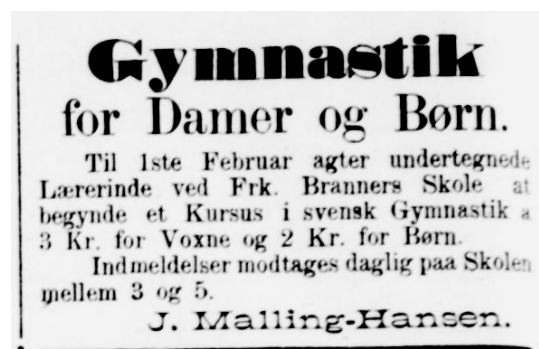 Gymnastik
for Damer og Børn.
Til 1ste Februar agter undertegnede
Lærerinde ved Frk. Branners Skole at
begynde et Kursus i svensk Gymnastik a
3 Kr. for Voxne og 2 Kr. for Børn.
Indmeldelser modtages daglig paa Skolen
mellem 3 og 5.
J. Malling-Hansen.